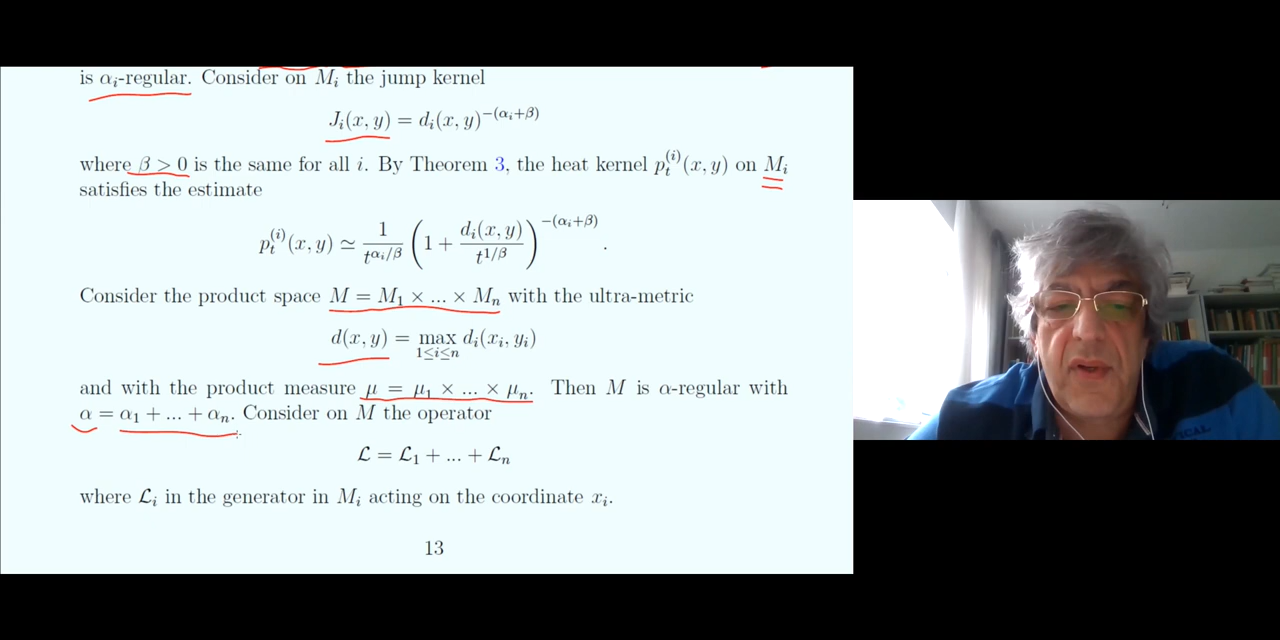 is αᵢ-regular. Consider on Mᵢ the jump kernel
Jᵢ(x, y) = dᵢ(x, y)^{−(αᵢ+β)}
where β > 0 is the same for all i. By Theorem 3, the heat kernel p_t^{(i)}(x, y) on Mᵢ
satisfies the estimate
p_t^{(i)}(x, y) ≃ \frac{1}{t^{αᵢ/β}} \left(1 + \frac{dᵢ(x, y)}{t^{1/β}}\right)^{−(αᵢ+β)} .
Consider the product space M = M₁ × ... × Mₙ with the ultra-metric
d(x, y) = \max_{1≤i≤n} dᵢ(xᵢ, yᵢ)
and with the product measure μ = μ₁ × ... × μₙ. Then M is α-regular with
α = α₁ + ... + αₙ. Consider on M the operator
ℒ = ℒ₁ + ... + ℒₙ
where ℒᵢ in the generator in Mᵢ acting on the coordinate xᵢ.
13